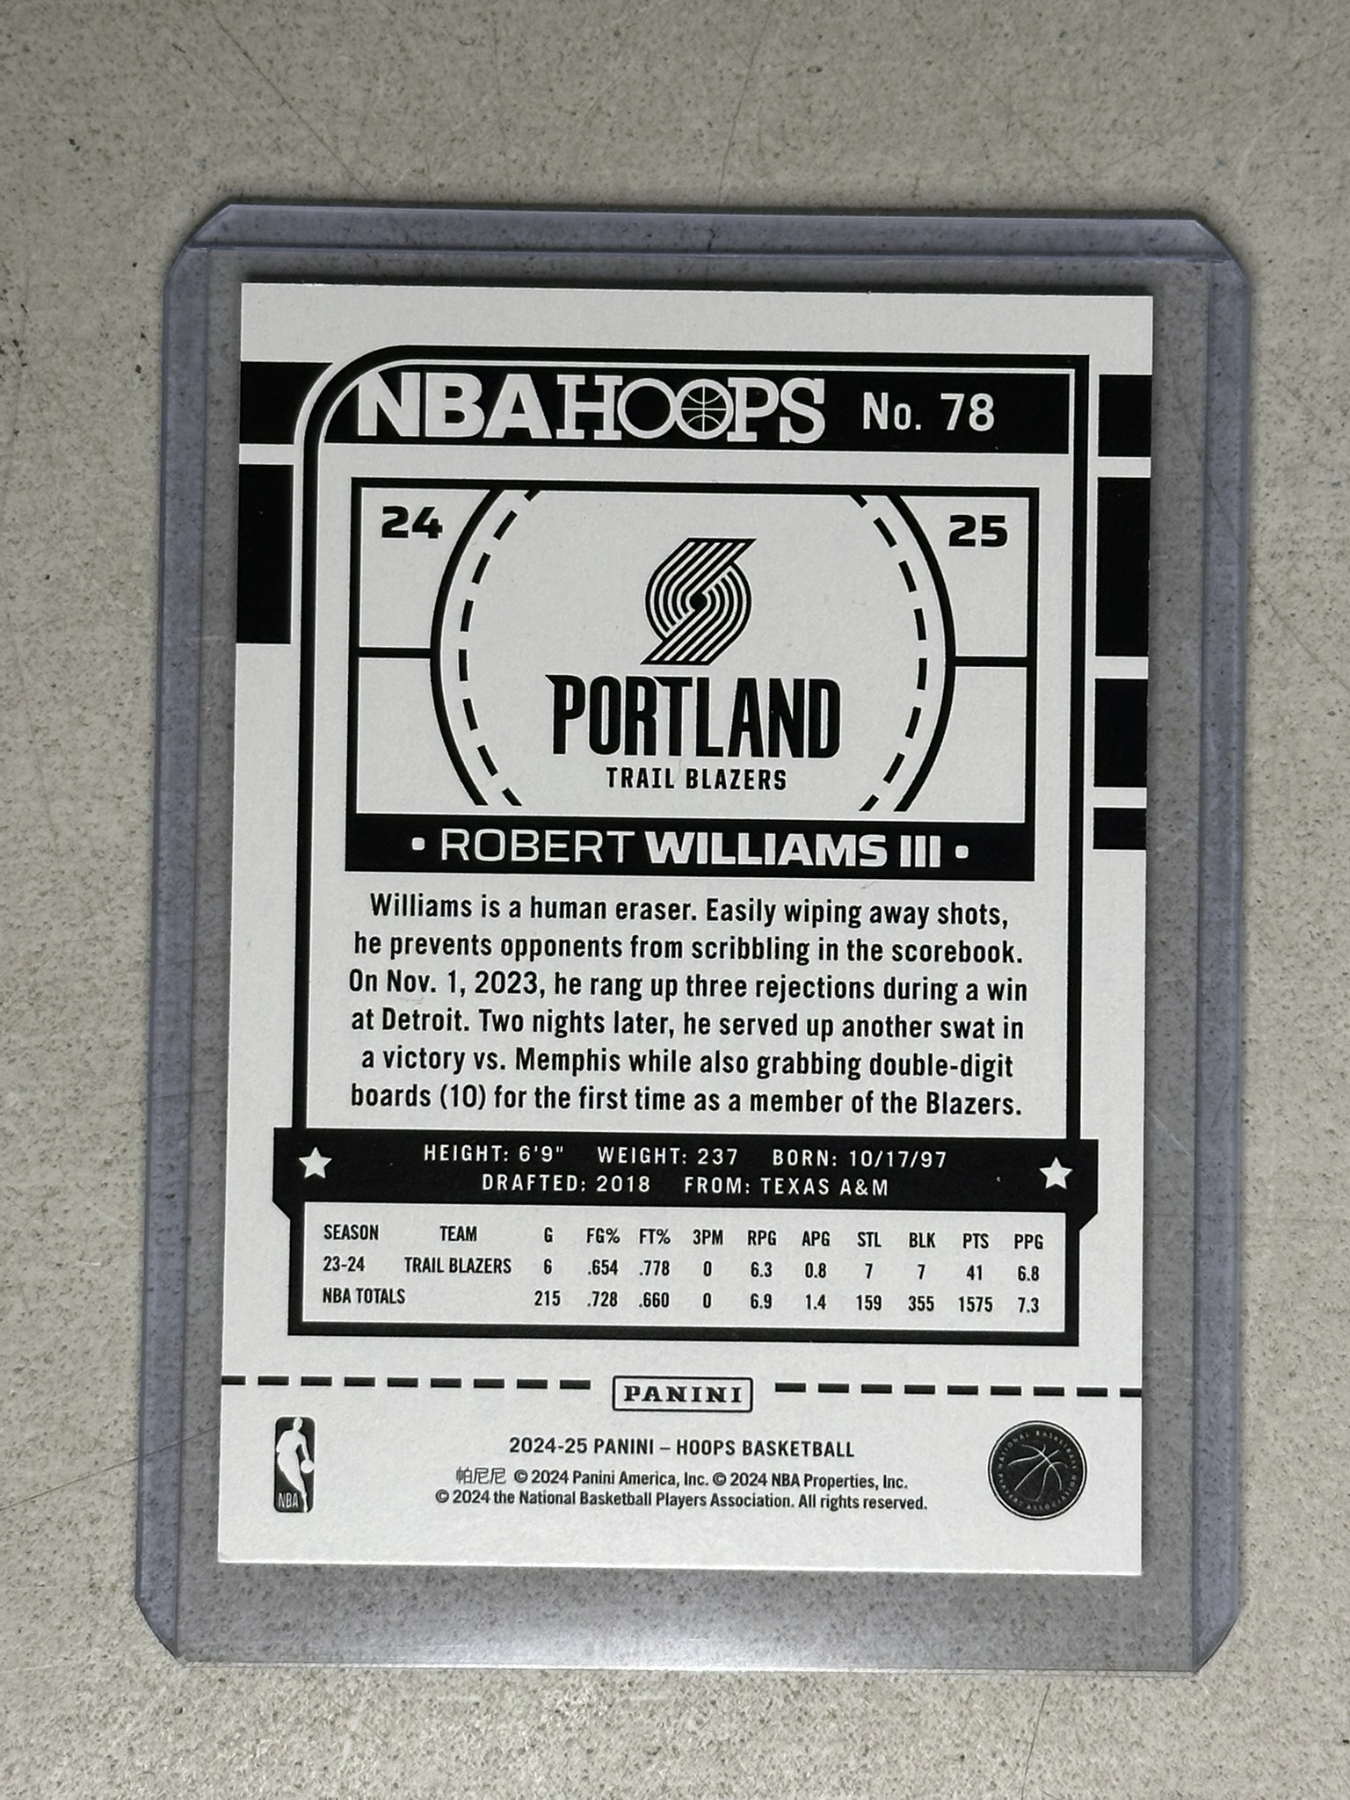 NBA HOOPS No. 78
24 25
PORTLAND
TRAIL BLAZERS
• ROBERT WILLIAMS III •
Williams is a human eraser. Easily wiping away shots,
he prevents opponents from scribbling in the scorebook.
On Nov. 1, 2023, he rang up three rejections during a win
at Detroit. Two nights later, he served up another swat in
a victory vs. Memphis while also grabbing double-digit
boards (10) for the first time as a member of the Blazers.
HEIGHT: 6'9" WEIGHT: 237 BORN: 10/17/97
DRAFTED: 2018 FROM: TEXAS A&M
SEASON TEAM G FG% FT% 3PM RPG APG STL BLK PTS PPG
23-24 TRAIL BLAZERS 6 .654 .778 0 6.3 0.8 7 7 41 6.8
NBA TOTALS 215 .728 .660 0 6.9 1.4 159 355 1575 7.3
PANINI
2024-25 PANINI – HOOPS BASKETBALL
帕尼尼 © 2024 Panini America, Inc. © 2024 NBA Properties, Inc.
© 2024 the National Basketball Players Association. All rights reserved.
NBA
NATIONAL BASKETBALL PLAYERS ASSOCIATION